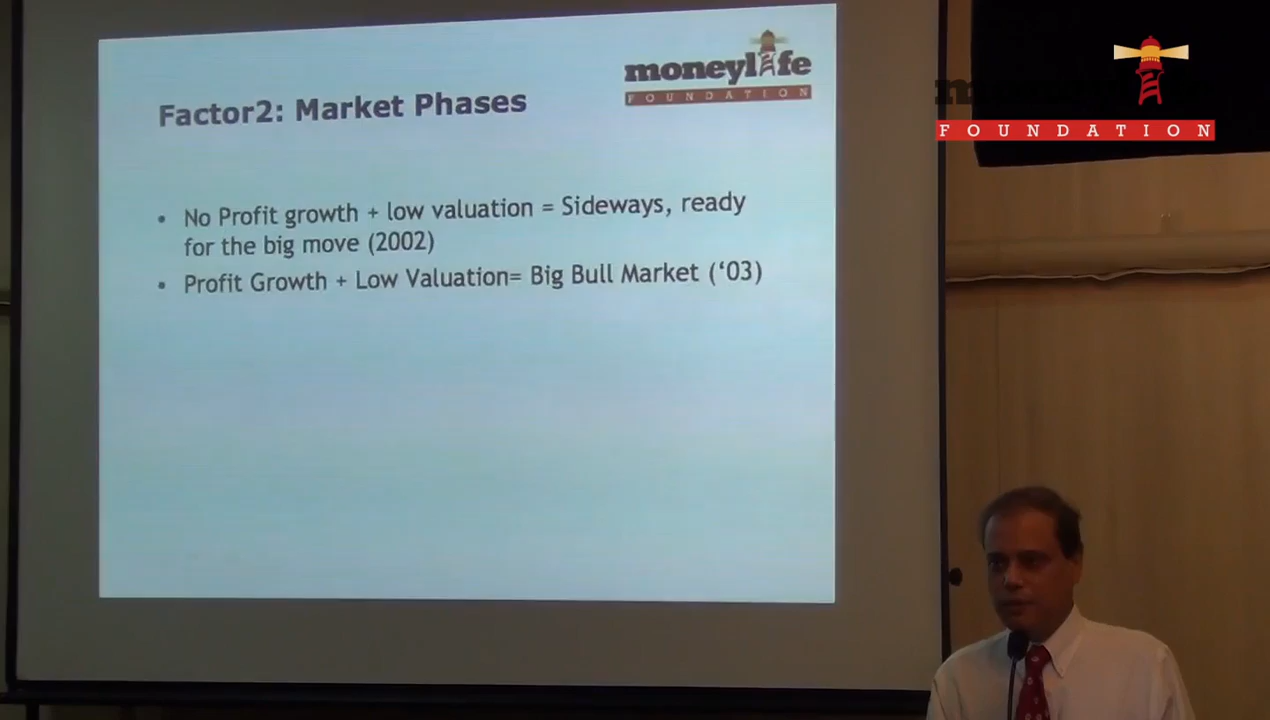 moneylife
FOUNDATION
Factor2: Market Phases
• No Profit growth + low valuation = Sideways, ready
for the big move (2002)
• Profit Growth + Low Valuation= Big Bull Market (‘03)
FOUNDATION